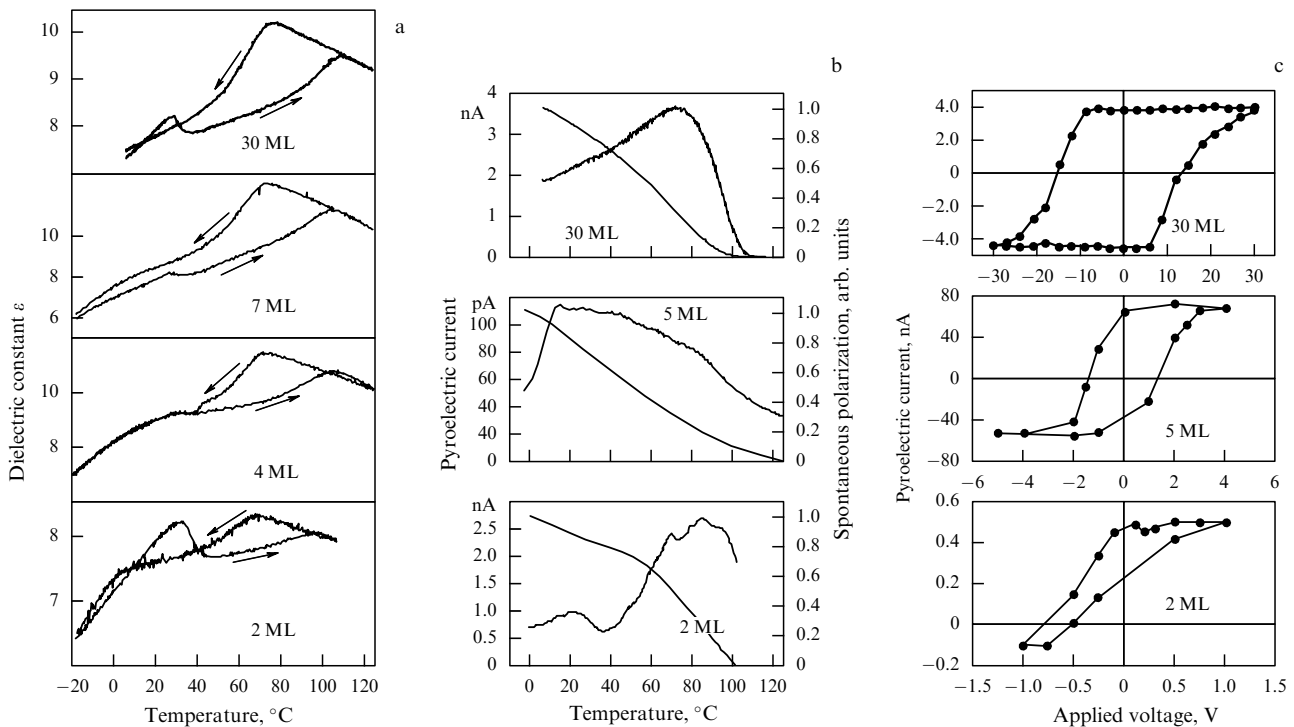 a
Dielectric constant ε
10
9
8
30 ML
10
8
6
7 ML
10
8
4 ML
8
7
2 ML
−20 0 20 40 60 80 100 120
Temperature, °C
b
Pyroelectric current
Spontaneous polarization, arb. units
nA
4
3
2
1
0
1.0
0.8
0.6
0.4
0.2
0
30 ML
pA
100
80
60
40
20
0
1.0
0.8
0.6
0.4
0.2
0
5 ML
nA
2.5
2.0
1.5
1.0
0.5
0
1.0
0.8
0.6
0.4
0.2
0
2 ML
0 20 40 60 80 100 120
Temperature, °C
c
Pyroelectric current, nA
4.0
2.0
0
−2.0
−4.0
30 ML
−30 −20 −10 0 10 20 30
80
40
0
−40
−80
5 ML
−6 −4 −2 0 2 4 6
0.6
0.4
0.2
0
−0.2
2 ML
−1.5 −1.0 −0.5 0 0.5 1.0 1.5
Applied voltage, V